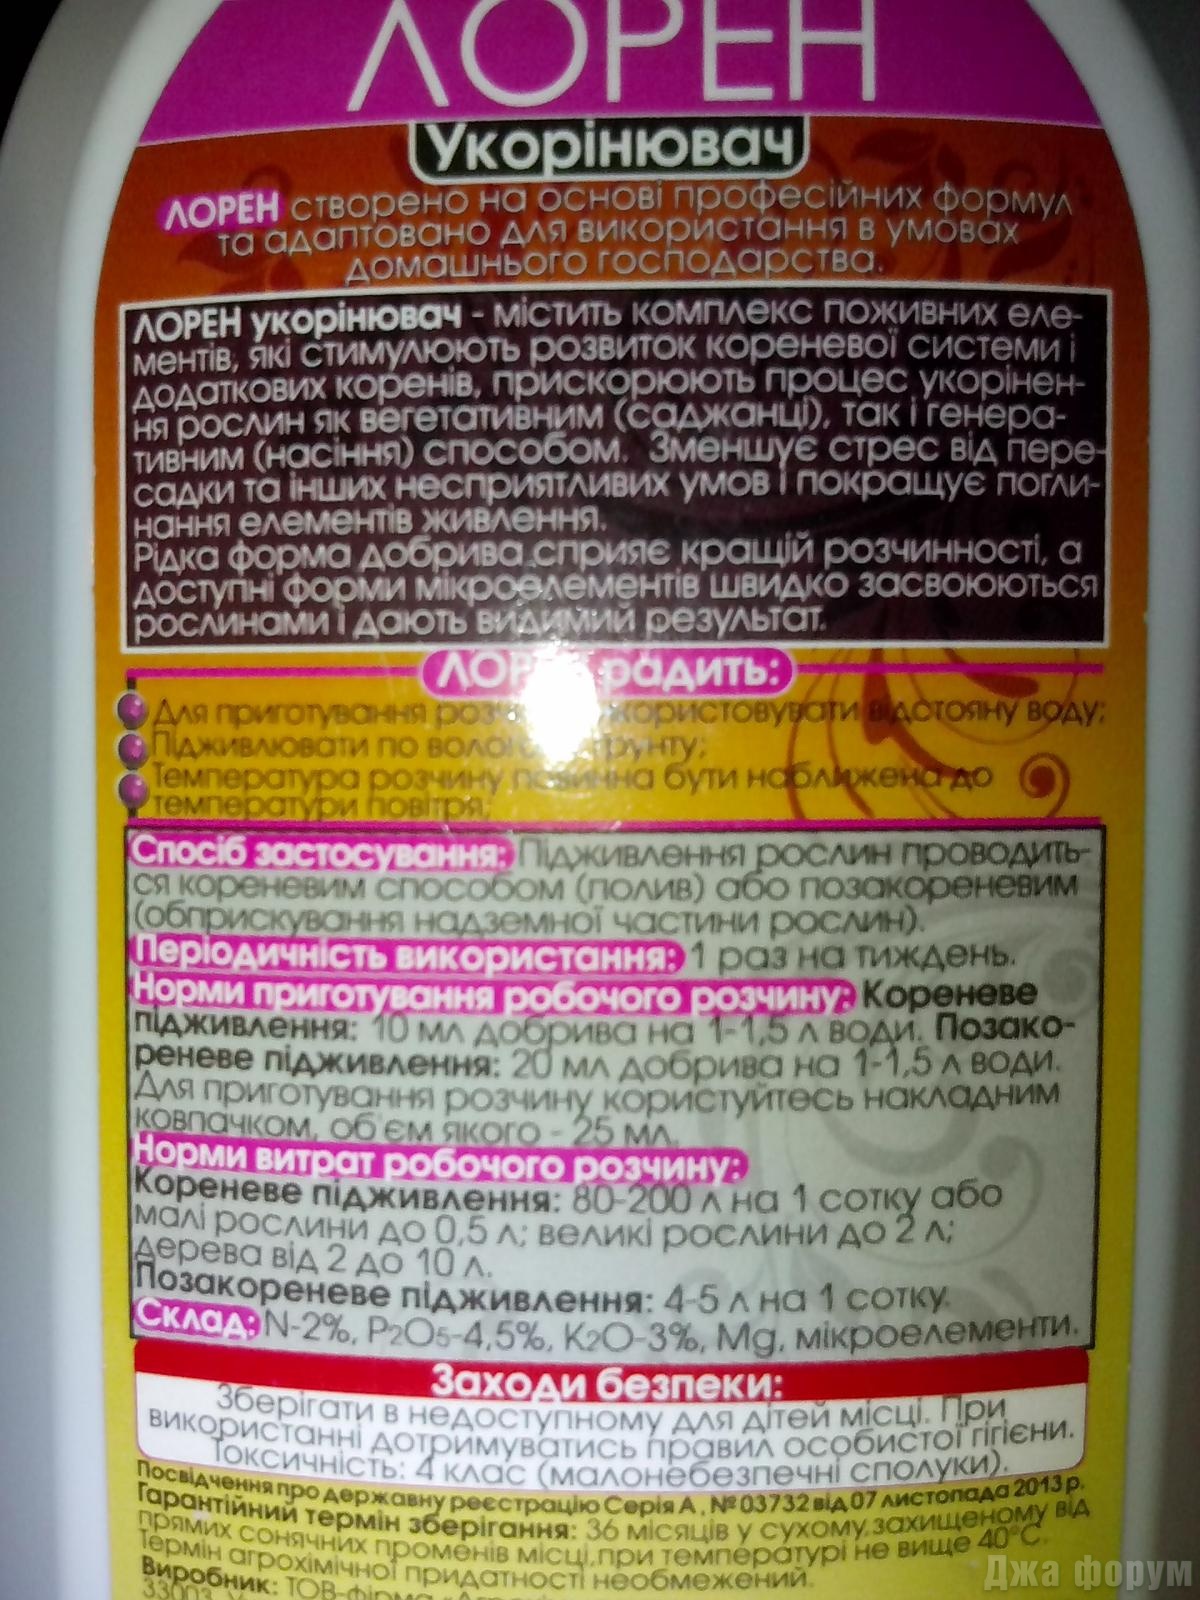 ЛОРЕН
Укорінювач
ЛОРЕН створено на основі професійних формул
та адаптовано для використання в умовах
домашнього господарства.
ЛОРЕН укорінювач - містить комплекс поживних еле-
ментів, які стимулюють розвиток кореневої системи і
додаткових коренів, прискорюють процес укорінен-
ня рослин як вегетативним (саджанці), так і генера-
тивним (насіння) способом. Зменшує стрес від пере-
садки та інших несприятливих умов і покращує погли-
нання елементів живлення.
Рідка форма добрива сприяє кращій розчинності, а
доступні форми мікроелементів швидко засвоюються
рослинами і дають видимий результат.
радить:
Для приготування відстояну воду;
Підживлювати по ґрунту;
Температура розчину повинна бути наближена до
температури повітря;
Спосіб застосування: Підживлення рослин проводить-
ся кореневим способом (полив) або позакореневим
(обприскування надземної частини рослин).
Періодичність використання: 1 раз на тиждень.
Норми приготування робочого розчину: Кореневе
підживлення: 10 мл добрива на 1-1,5 л води. Позако-
реневе підживлення: 20 мл добрива на 1-1,5 л води.
Для приготування розчину користуйтесь накладним
ковпачком, об'єм якого - 25 мл.
Норми витрат робочого розчину:
Кореневе підживлення: 80-200 л на 1 сотку або
малі рослини до 0,5 л; великі рослини до 2 л;
дерева від 2 до 10 л.
Позакореневе підживлення: 4-5 л на 1 сотку.
Склад: N-2%, P2O5-4,5%, K2O-3%, Mg, мікроелементи.
Заходи безпеки:
Зберігати в недоступному для дітей місці. При
використанні дотримуватись правил особистої гігієни.
Токсичність: 4 клас (малонебезпечні сполуки).
Посвідчення про державну реєстрацію Серія А, №03732 від 07 листопада 2013р.
Гарантійний термін зберігання: 36 місяців у сухому, захищеному від
прямих сонячних променів місці, при температурі не вище 40°С.
Термін агрохімічної придатності необмежений.
Виробник: ТОВ-фірма
33003
Джа форум